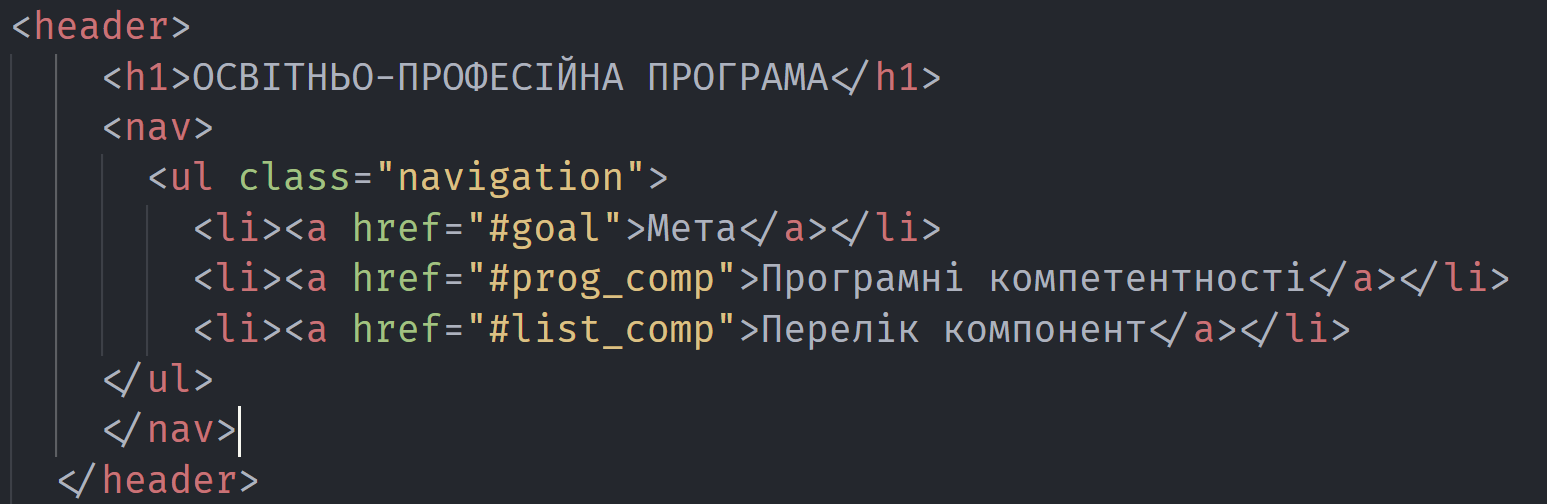 <header>
<h1>ОСВІТНЬО-ПРОФЕСІЙНА ПРОГРАМА</h1>
<nav>
<ul class="navigation">
<li><a href="#goal">Мета</a></li>
<li><a href="#prog_comp">Програмні компетентності</a></li>
<li><a href="#list_comp">Перелік компонент</a></li>
</ul>
</nav>
</header>